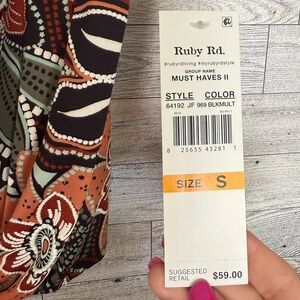 Ruby Rd.
#rubyrdliving #myrubyrdstyle
GROUP NAME
MUST HAVES II
STYLE COLOR
64192 JF 969 BLKMULT
8 25655 43281 1
SIZE S
SUGGESTED
RETAIL $59.00